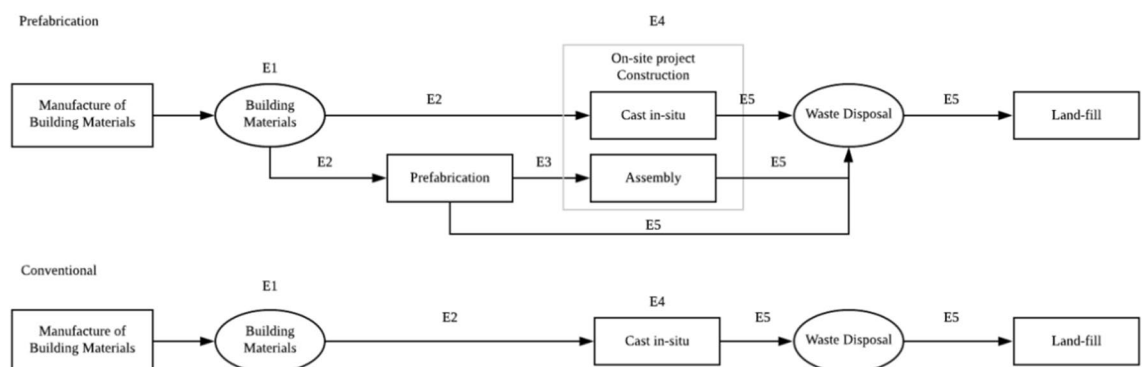 Prefabrication
E4
On-site project
Construction
E1
Manufacture of
Building Materials
Building
Materials
E2
Cast in-situ
E5
Waste Disposal
E5
Land-fill
E2
Prefabrication
E3
Assembly
E5
E5
Conventional
E1
E4
Manufacture of
Building Materials
Building
Materials
E2
Cast in-situ
E5
Waste Disposal
E5
Land-fill